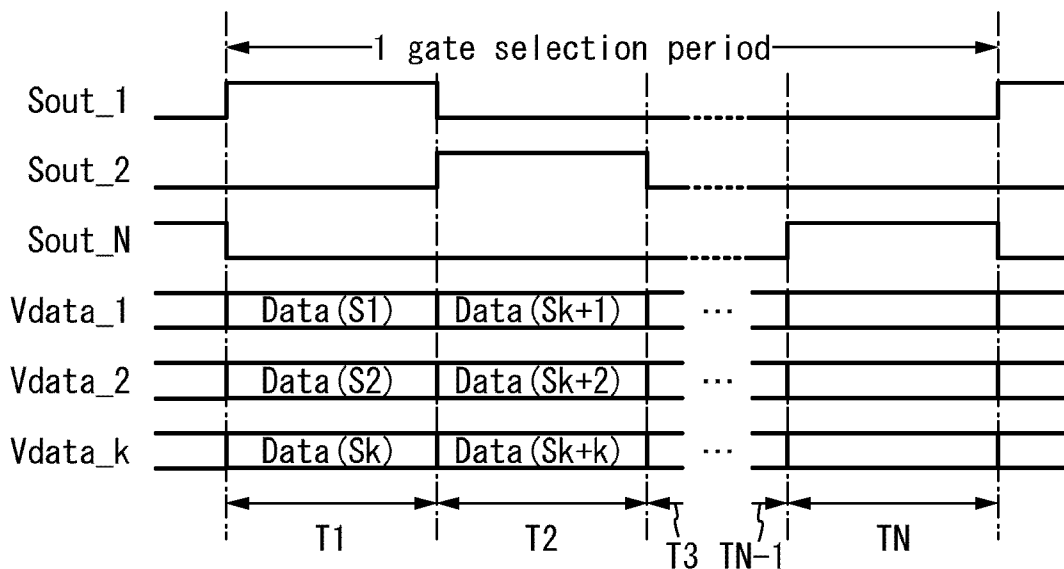 1 gate selection period
Sout_1
Sout_2
Sout_N
Vdata_1 Data(S1) Data(Sk+1) ...
Vdata_2 Data(S2) Data(Sk+2) ...
Vdata_k Data(Sk) Data(Sk+k) ...
T1 T2 T3 TN-1 TN